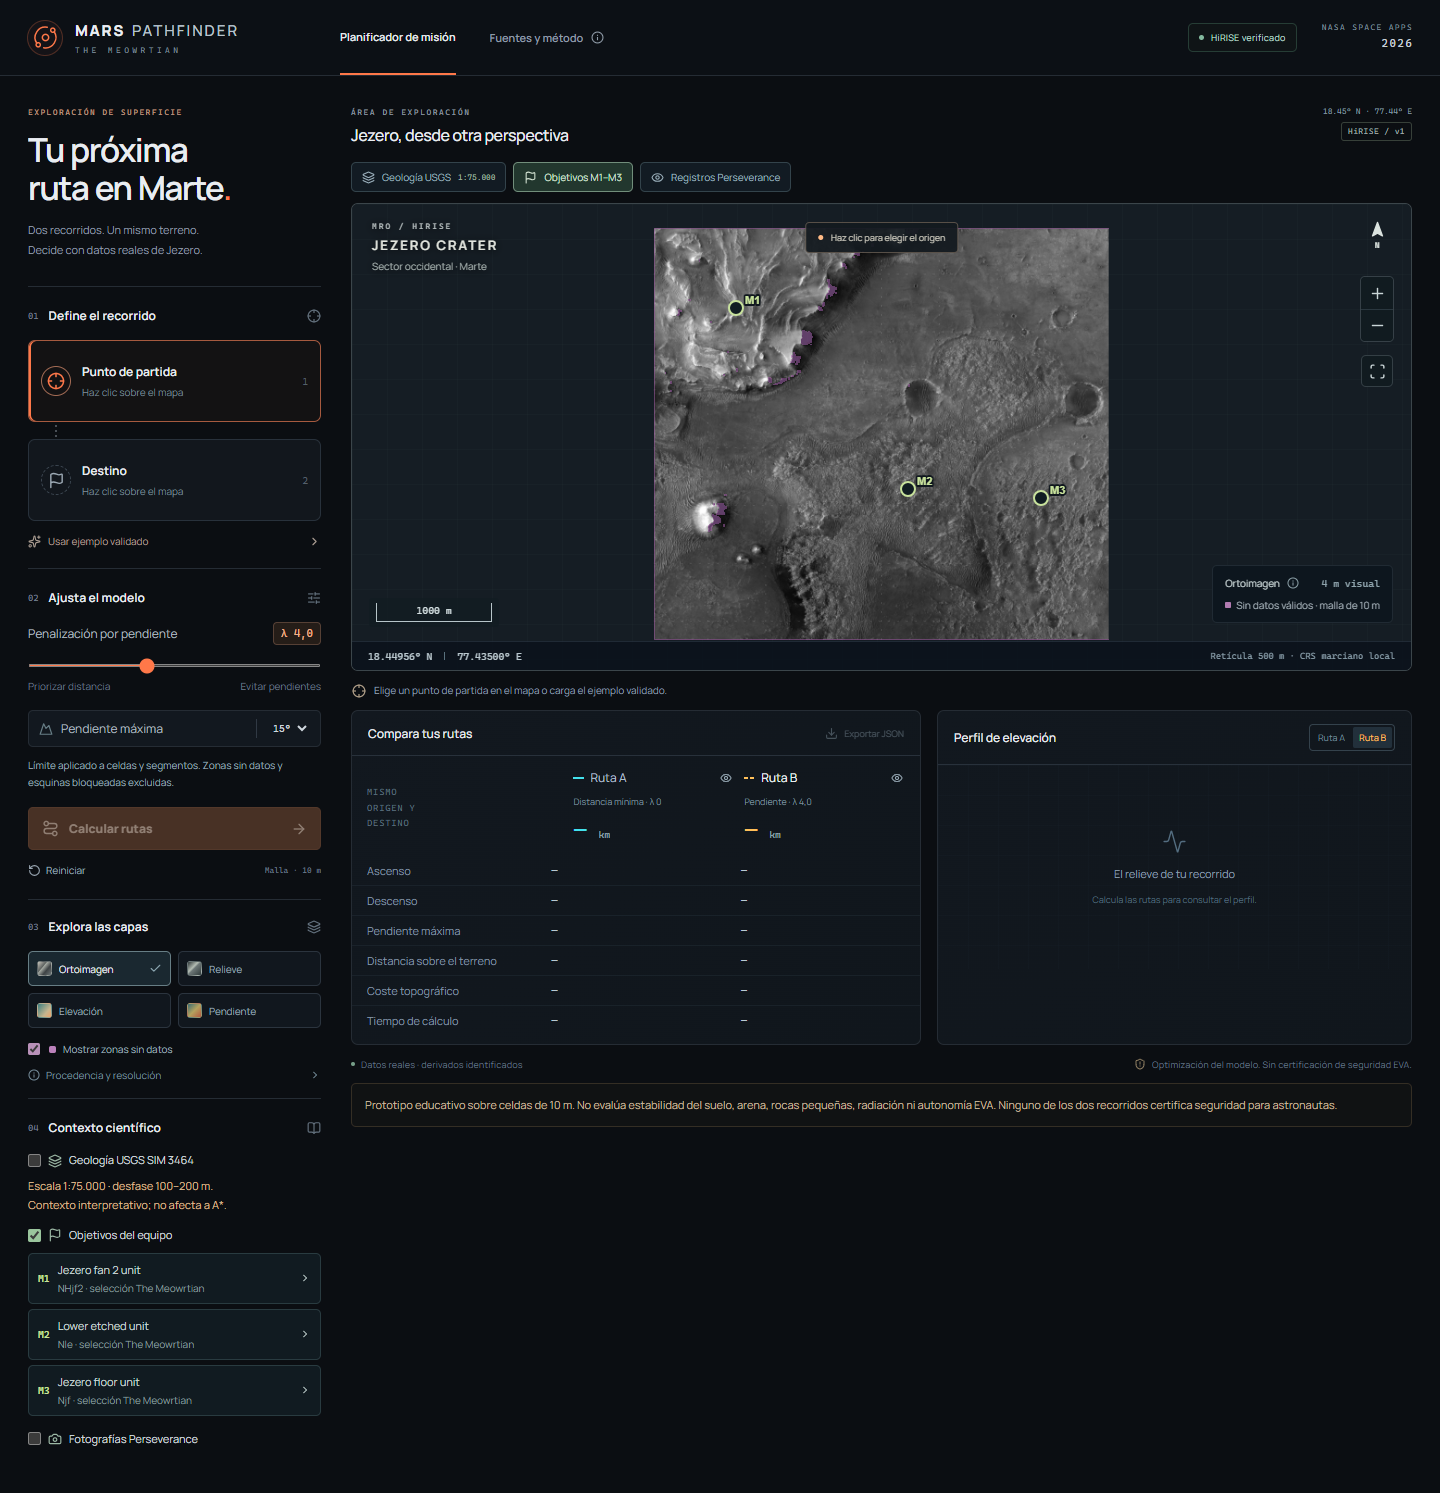 MARS PATHFINDER
THE MEOWRTIAN
Planificador de misión
Fuentes y método
HiRISE verificado
NASA SPACE APPS
2026
EXPLORACIÓN DE SUPERFICIE
Tu próxima
ruta en Marte.
Dos recorridos. Un mismo terreno.
Decide con datos reales de Jezero.
01 Define el recorrido
Punto de partida
Haz clic sobre el mapa
1
Destino
Haz clic sobre el mapa
2
Usar ejemplo validado
02 Ajusta el modelo
Penalización por pendiente
λ 4,0
Priorizar distancia
Evitar pendientes
Pendiente máxima
15°
Límite aplicado a celdas y segmentos. Zonas sin datos y
esquinas bloqueadas excluidas.
Calcular rutas
Reiniciar
Malla · 10 m
03 Explora las capas
Ortoimagen
Relieve
Elevación
Pendiente
Mostrar zonas sin datos
Procedencia y resolución
04 Contexto científico
Geología USGS SIM 3464
Escala 1:75.000 · desfase 100–200 m.
Contexto interpretativo; no afecta a A*.
Objetivos del equipo
M1 Jezero fan 2 unit
NHjf2 · selección The Meowrtian
M2 Lower etched unit
Nle · selección The Meowrtian
M3 Jezero floor unit
Njf · selección The Meowrtian
Fotografías Perseverance
ÁREA DE EXPLORACIÓN
Jezero, desde otra perspectiva
18.45° N · 77.44° E
HiRISE / v1
Geología USGS 1:75.000
Objetivos M1–M3
Registros Perseverance
MRO / HIRISE
JEZERO CRATER
Sector occidental · Marte
Haz clic para elegir el origen
N
M1
M2
M3
1000 m
Ortoimagen
4 m visual
Sin datos válidos · malla de 10 m
18.44956° N | 77.43500° E
Retícula 500 m · CRS marciano local
Elige un punto de partida en el mapa o carga el ejemplo validado.
Compara tus rutas
Exportar JSON
MISMO
ORIGEN Y
DESTINO
Ruta A
Distancia mínima · λ 0
— km
Ruta B
Pendiente · λ 4,0
— km
Ascenso — —
Descenso — —
Pendiente máxima — —
Distancia sobre el terreno — —
Coste topográfico — —
Tiempo de cálculo — —
Perfil de elevación
Ruta A
Ruta B
El relieve de tu recorrido
Calcula las rutas para consultar el perfil.
Datos reales · derivados identificados
Optimización del modelo. Sin certificación de seguridad EVA.
Prototipo educativo sobre celdas de 10 m. No evalúa estabilidad del suelo, arena, rocas pequeñas, radiación ni autonomía EVA. Ninguno de los dos recorridos certifica seguridad para astronautas.